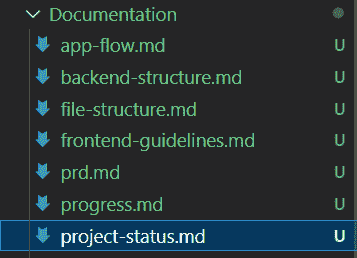 Documentation
app-flow.md U
backend-structure.md U
file-structure.md U
frontend-guidelines.md U
prd.md U
progress.md U
project-status.md U